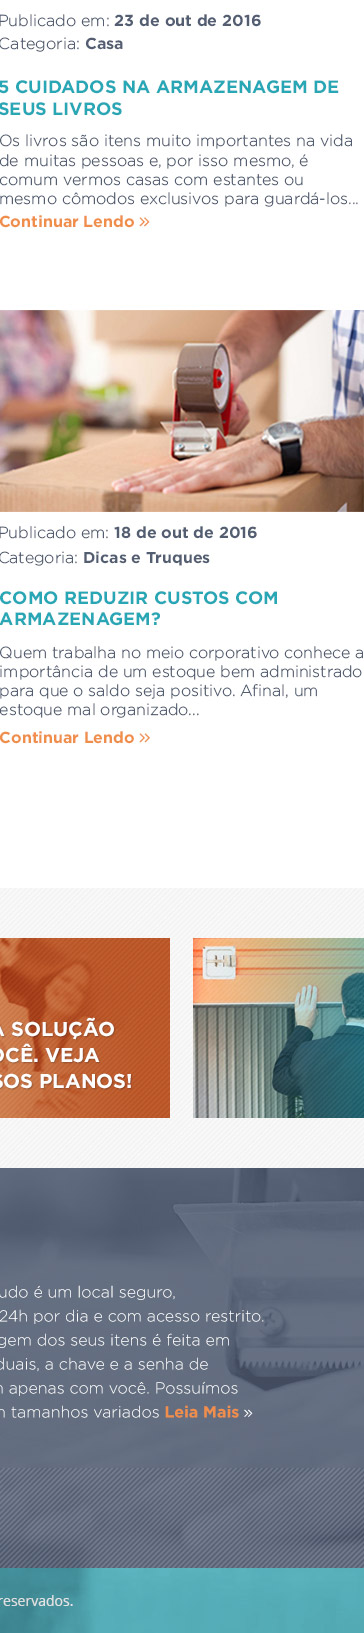 Publicado em: 23 de out de 2016
Categoria: Casa
5 CUIDADOS NA ARMAZENAGEM DE
SEUS LIVROS
Os livros são itens muito importantes na vida
de muitas pessoas e, por isso mesmo, é
comum vermos casas com estantes ou
mesmo cômodos exclusivos para guardá-los...
Continuar Lendo »
Publicado em: 18 de out de 2016
Categoria: Dicas e Truques
COMO REDUZIR CUSTOS COM
ARMAZENAGEM?
Quem trabalha no meio corporativo conhece a
importância de um estoque bem administrado
para que o saldo seja positivo. Afinal, um
estoque mal organizado...
Continuar Lendo »
A SOLUÇÃO
OCÊ. VEJA
SOS PLANOS!
udo é um local seguro,
24h por dia e com acesso restrito.
gem dos seus itens é feita em
duais, a chave e a senha de
m apenas com você. Possuímos
m tamanhos variados Leia Mais »
reservados.